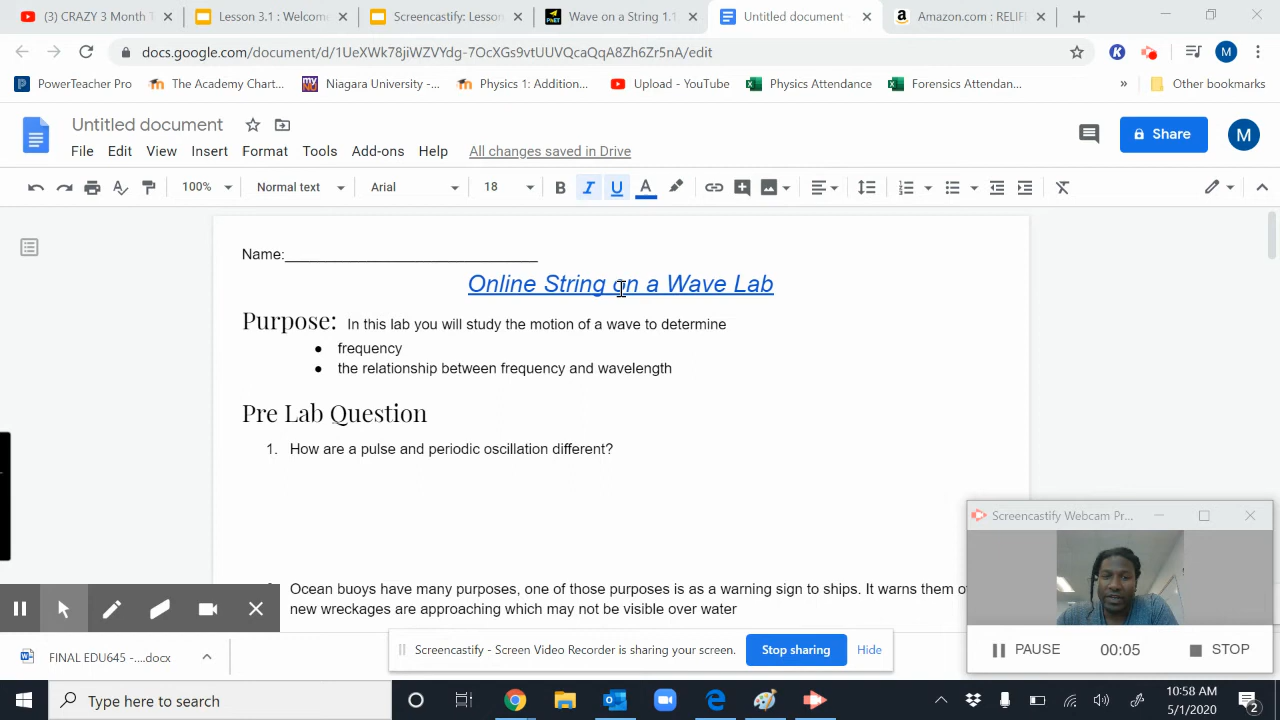 (3) CRAZY 3 Month T
Lesson 3.1 : Welcome
Screencastify: Lesson
Wave on a String 1.1.
Untitled document
Amazon.com : RELIFE
docs.google.com/document/d/1UeXWk78jiWZVYdg-7OcXGs9vtUUVQcaQqA8Zh6Zr5nA/edit
PowerTeacher Pro
The Academy Chart...
Niagara University -...
Physics 1: Addition...
Upload - YouTube
Physics Attendance
Forensics Attendan...
»
Other bookmarks
Untitled document
Share
M
File Edit View Insert Format Tools Add-ons Help All changes saved in Drive
100% Normal text Arial 18 B I U A
Name:
Online String on a Wave Lab
Purpose: In this lab you will study the motion of a wave to determine
● frequency
● the relationship between frequency and wavelength
Pre Lab Question
1. How are a pulse and periodic oscillation different?
Screencastify Webcam Pr...
Ocean buoys have many purposes, one of those purposes is as a warning sign to ships. It warns them
new wreckages are approaching which may not be visible over water
PAUSE 00:05 STOP
FINAL EDU645 -....docx
Screencastify - Screen Video Recorder is sharing your screen. Stop sharing Hide
Type here to search
10:58 AM
5/1/2020
2